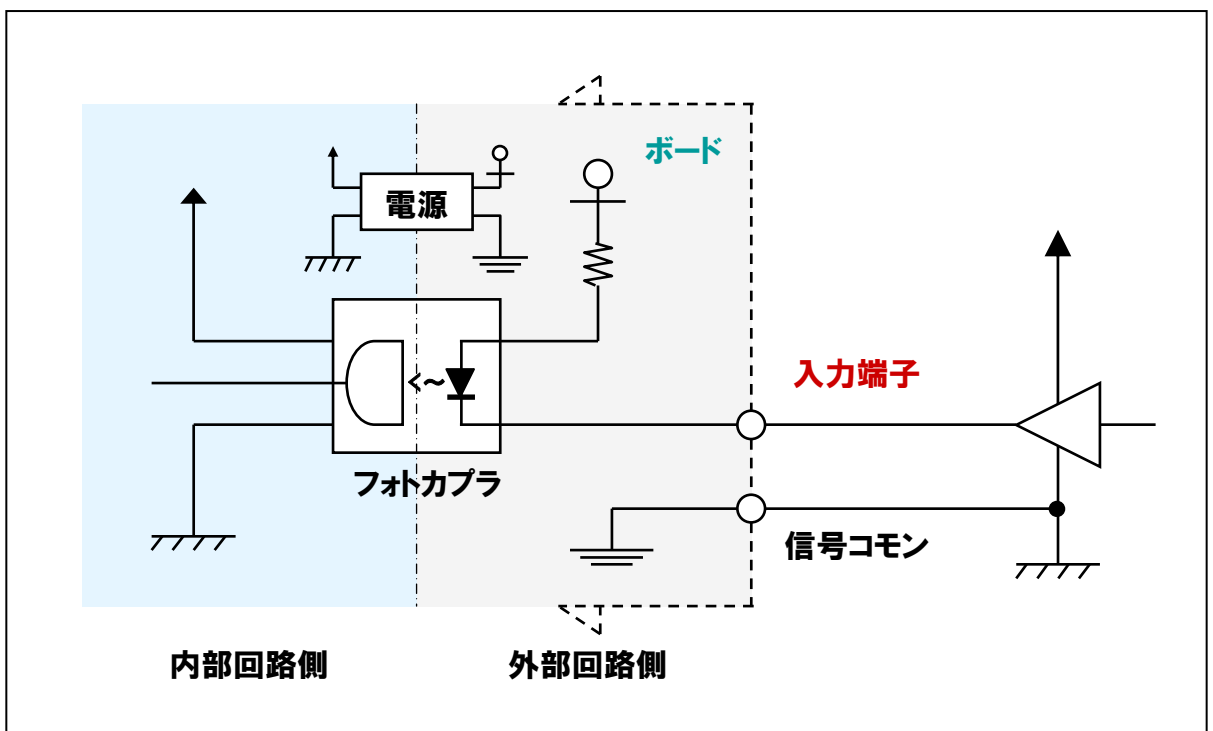 ボード
電源
入力端子
フォトカプラ
信号コモン
内部回路側
外部回路側